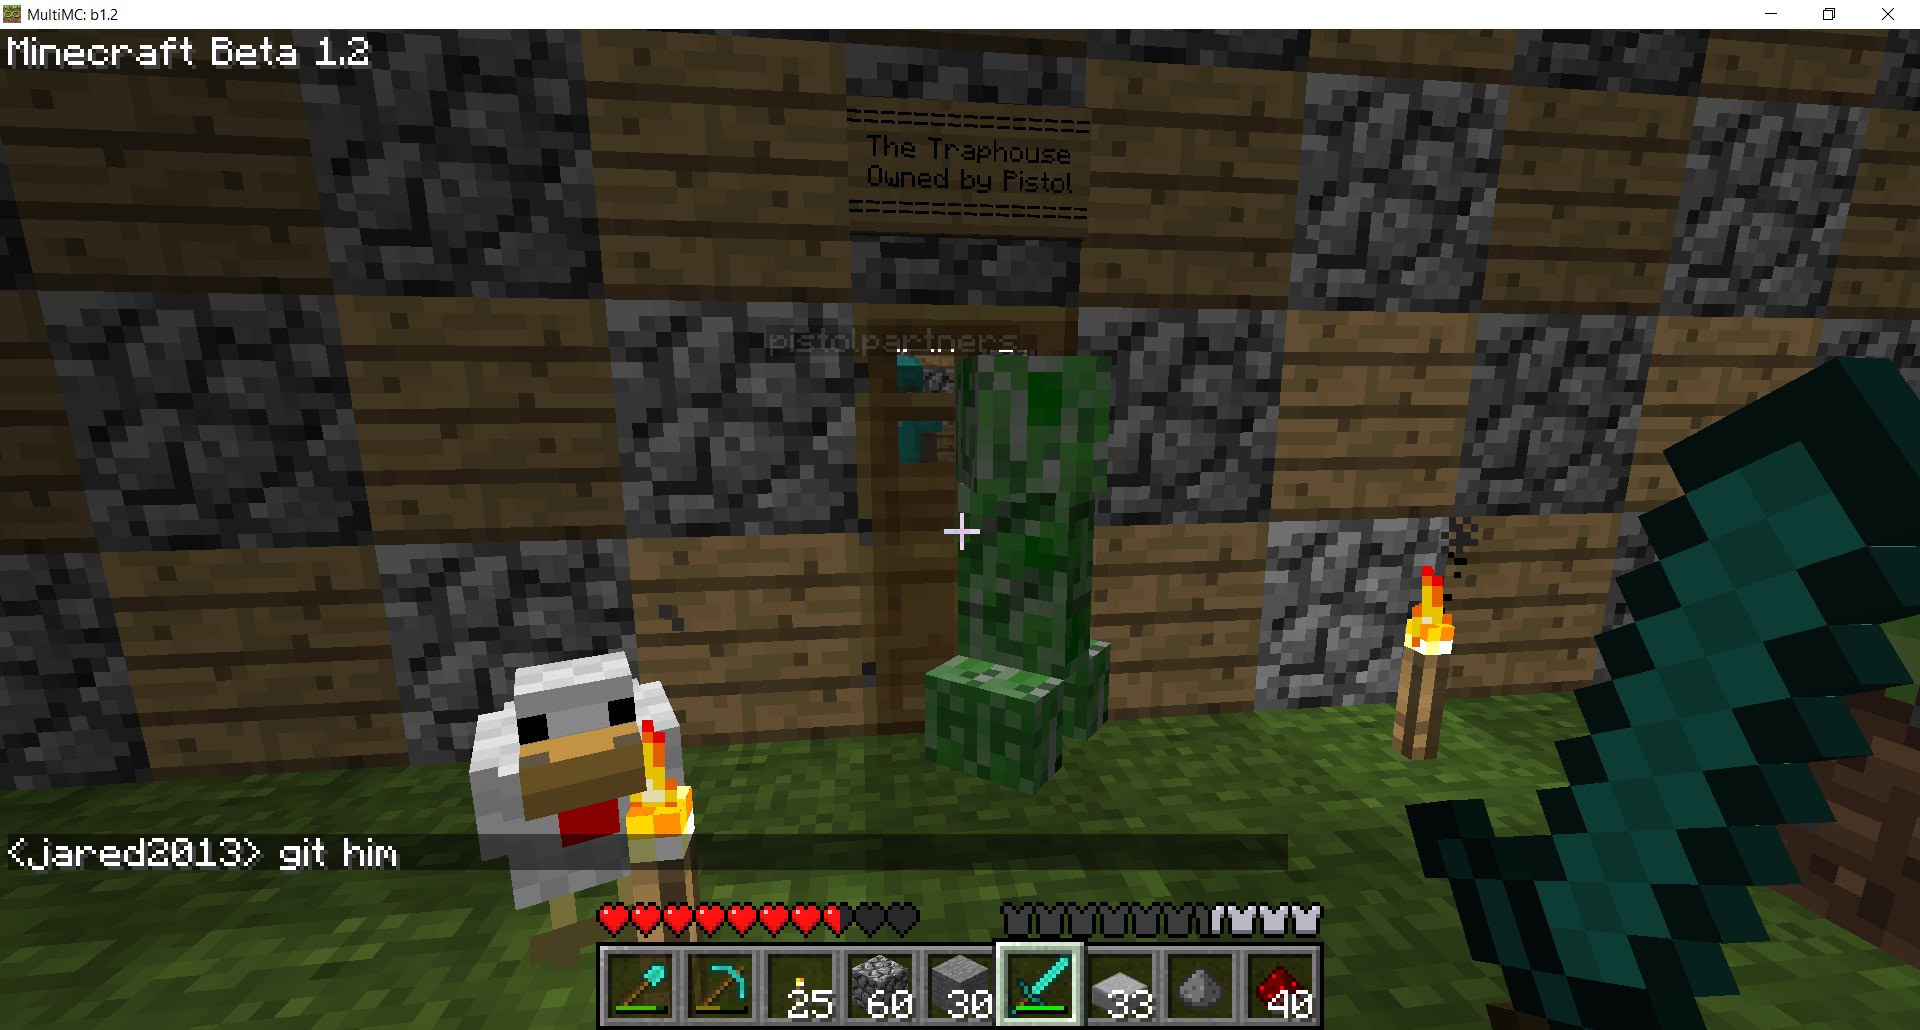 MultiMC: b1.2
Minecraft Beta 1.2
====================
The Traphouse
Owned by Pistol
====================
pistolpartners
<jared2013> git him
25 60 30 33 40